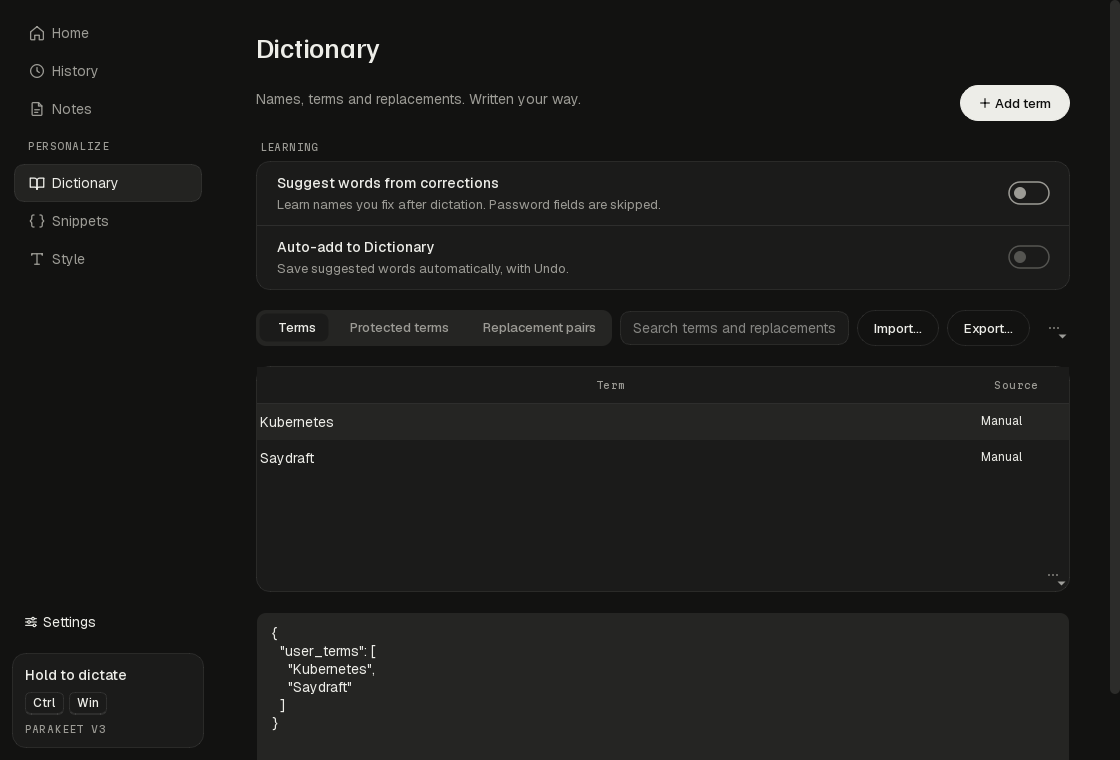 Home
History
Notes
PERSONALIZE
Dictionary
Snippets
Style
Settings
Hold to dictate
Ctrl Win
PARAKEET V3
Dictionary
Names, terms and replacements. Written your way.
+ Add term
LEARNING
Suggest words from corrections
Learn names you fix after dictation. Password fields are skipped.
Auto-add to Dictionary
Save suggested words automatically, with Undo.
Terms Protected terms Replacement pairs Search terms and replacements Import... Export... ...
Term Source
Kubernetes Manual
Saydraft Manual
...
{
"user_terms": [
"Kubernetes",
"Saydraft"
]
}